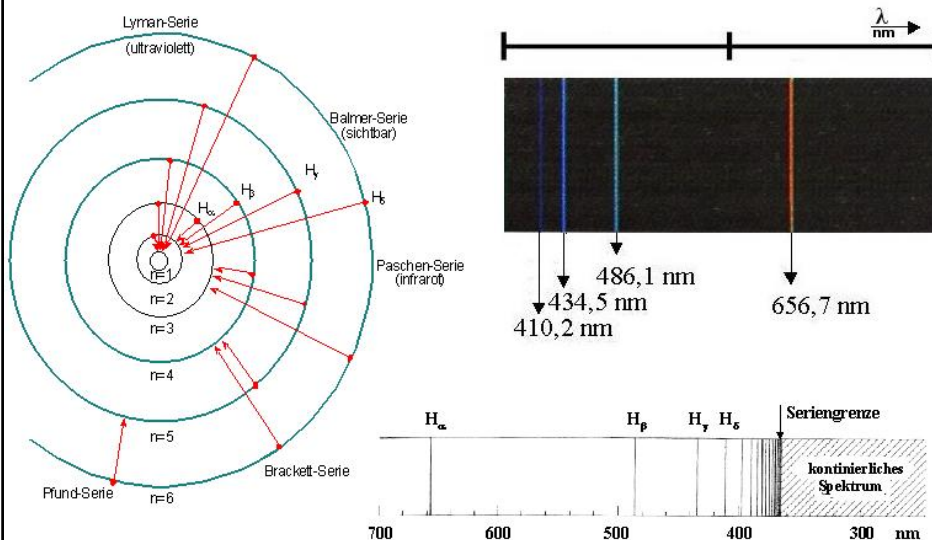 Lyman-Serie
(ultraviolett)
Balmer-Serie
(sichtbar)
Hα
Hβ
Hγ
Hδ
Paschen-Serie
(infrarot)
n=1
n=2
n=3
n=4
n=5
n=6
Brackett-Serie
Pfund-Serie
λ
nm
486,1 nm
434,5 nm
410,2 nm
656,7 nm
Hα Hβ Hγ Hδ
Seriengrenze
kontinierliches
Spektrum
700 600 500 400 300 nm